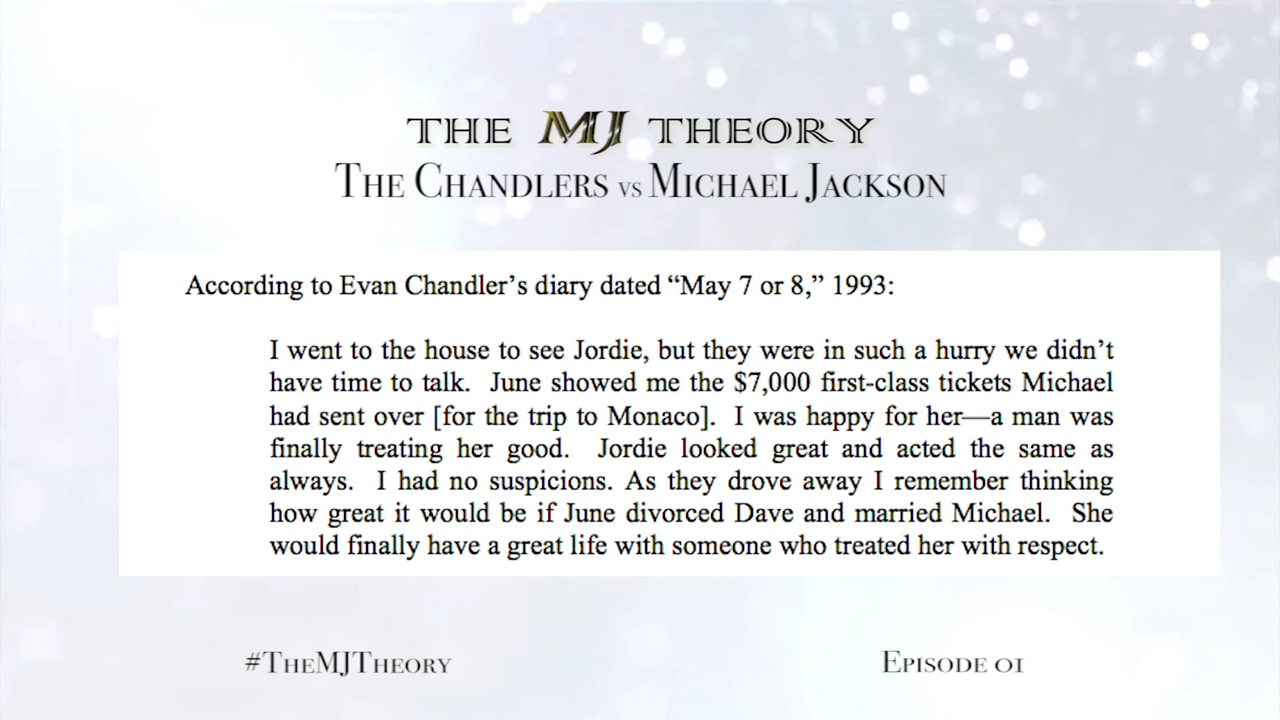 THE MJ THEORY
THE CHANDLERS VS MICHAEL JACKSON
According to Evan Chandler’s diary dated “May 7 or 8,” 1993:
I went to the house to see Jordie, but they were in such a hurry we didn’t
have time to talk. June showed me the $7,000 first-class tickets Michael
had sent over [for the trip to Monaco]. I was happy for her—a man was
finally treating her good. Jordie looked great and acted the same as
always. I had no suspicions. As they drove away I remember thinking
how great it would be if June divorced Dave and married Michael. She
would finally have a great life with someone who treated her with respect.
#THEMJTHEORY
EPISODE 01